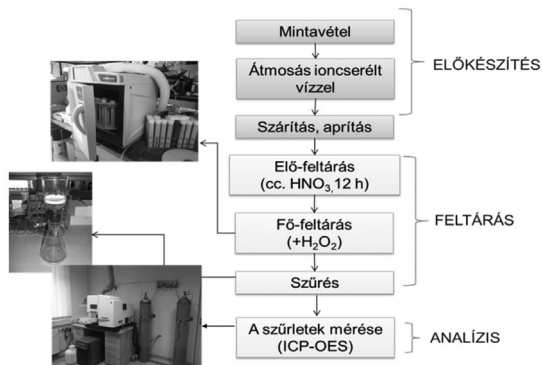 Mintavétel
Átmosás ioncserélt
vízzel
Szárítás, aprítás
ELŐKÉSZÍTÉS
Elő-feltárás
(cc. HNO3,12 h)
Fő-feltárás
(+H2O2)
Szűrés
FELTÁRÁS
A szűrletek mérése
(ICP-OES)
ANALÍZIS